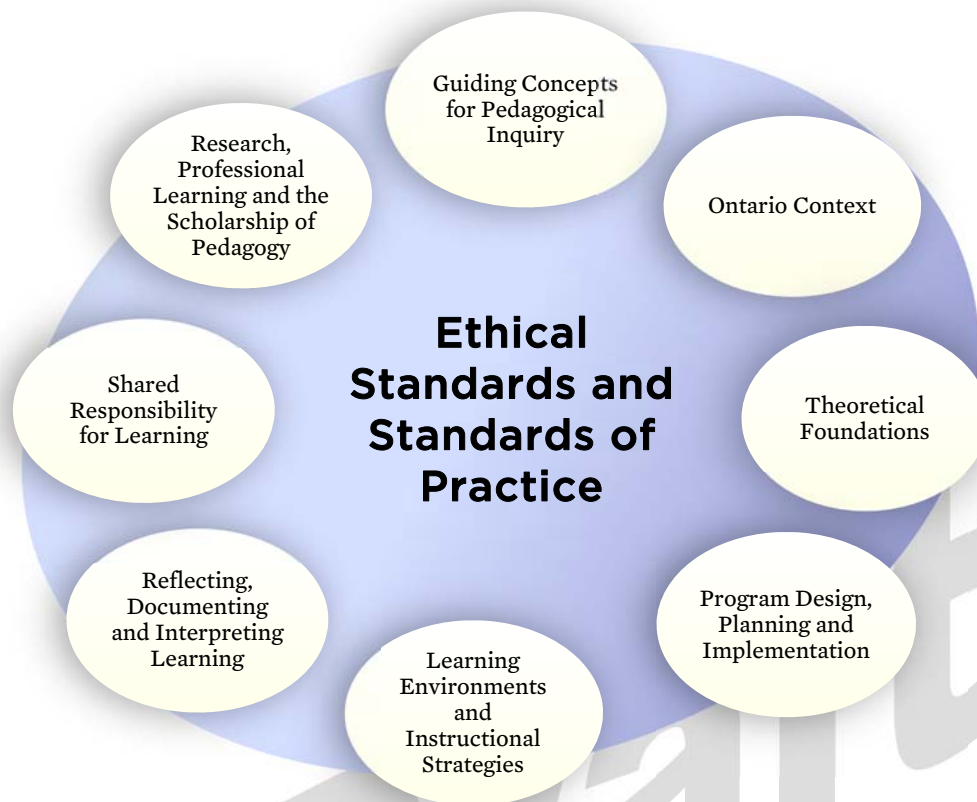 Guiding Concepts
for Pedagogical
Inquiry
Ontario Context
Theoretical
Foundations
Program Design,
Planning and
Implementation
Learning
Environments
and
Instructional
Strategies
Reflecting,
Documenting
and Interpreting
Learning
Shared
Responsibility
for Learning
Research,
Professional
Learning and the
Scholarship of
Pedagogy
Ethical
Standards and
Standards of
Practice